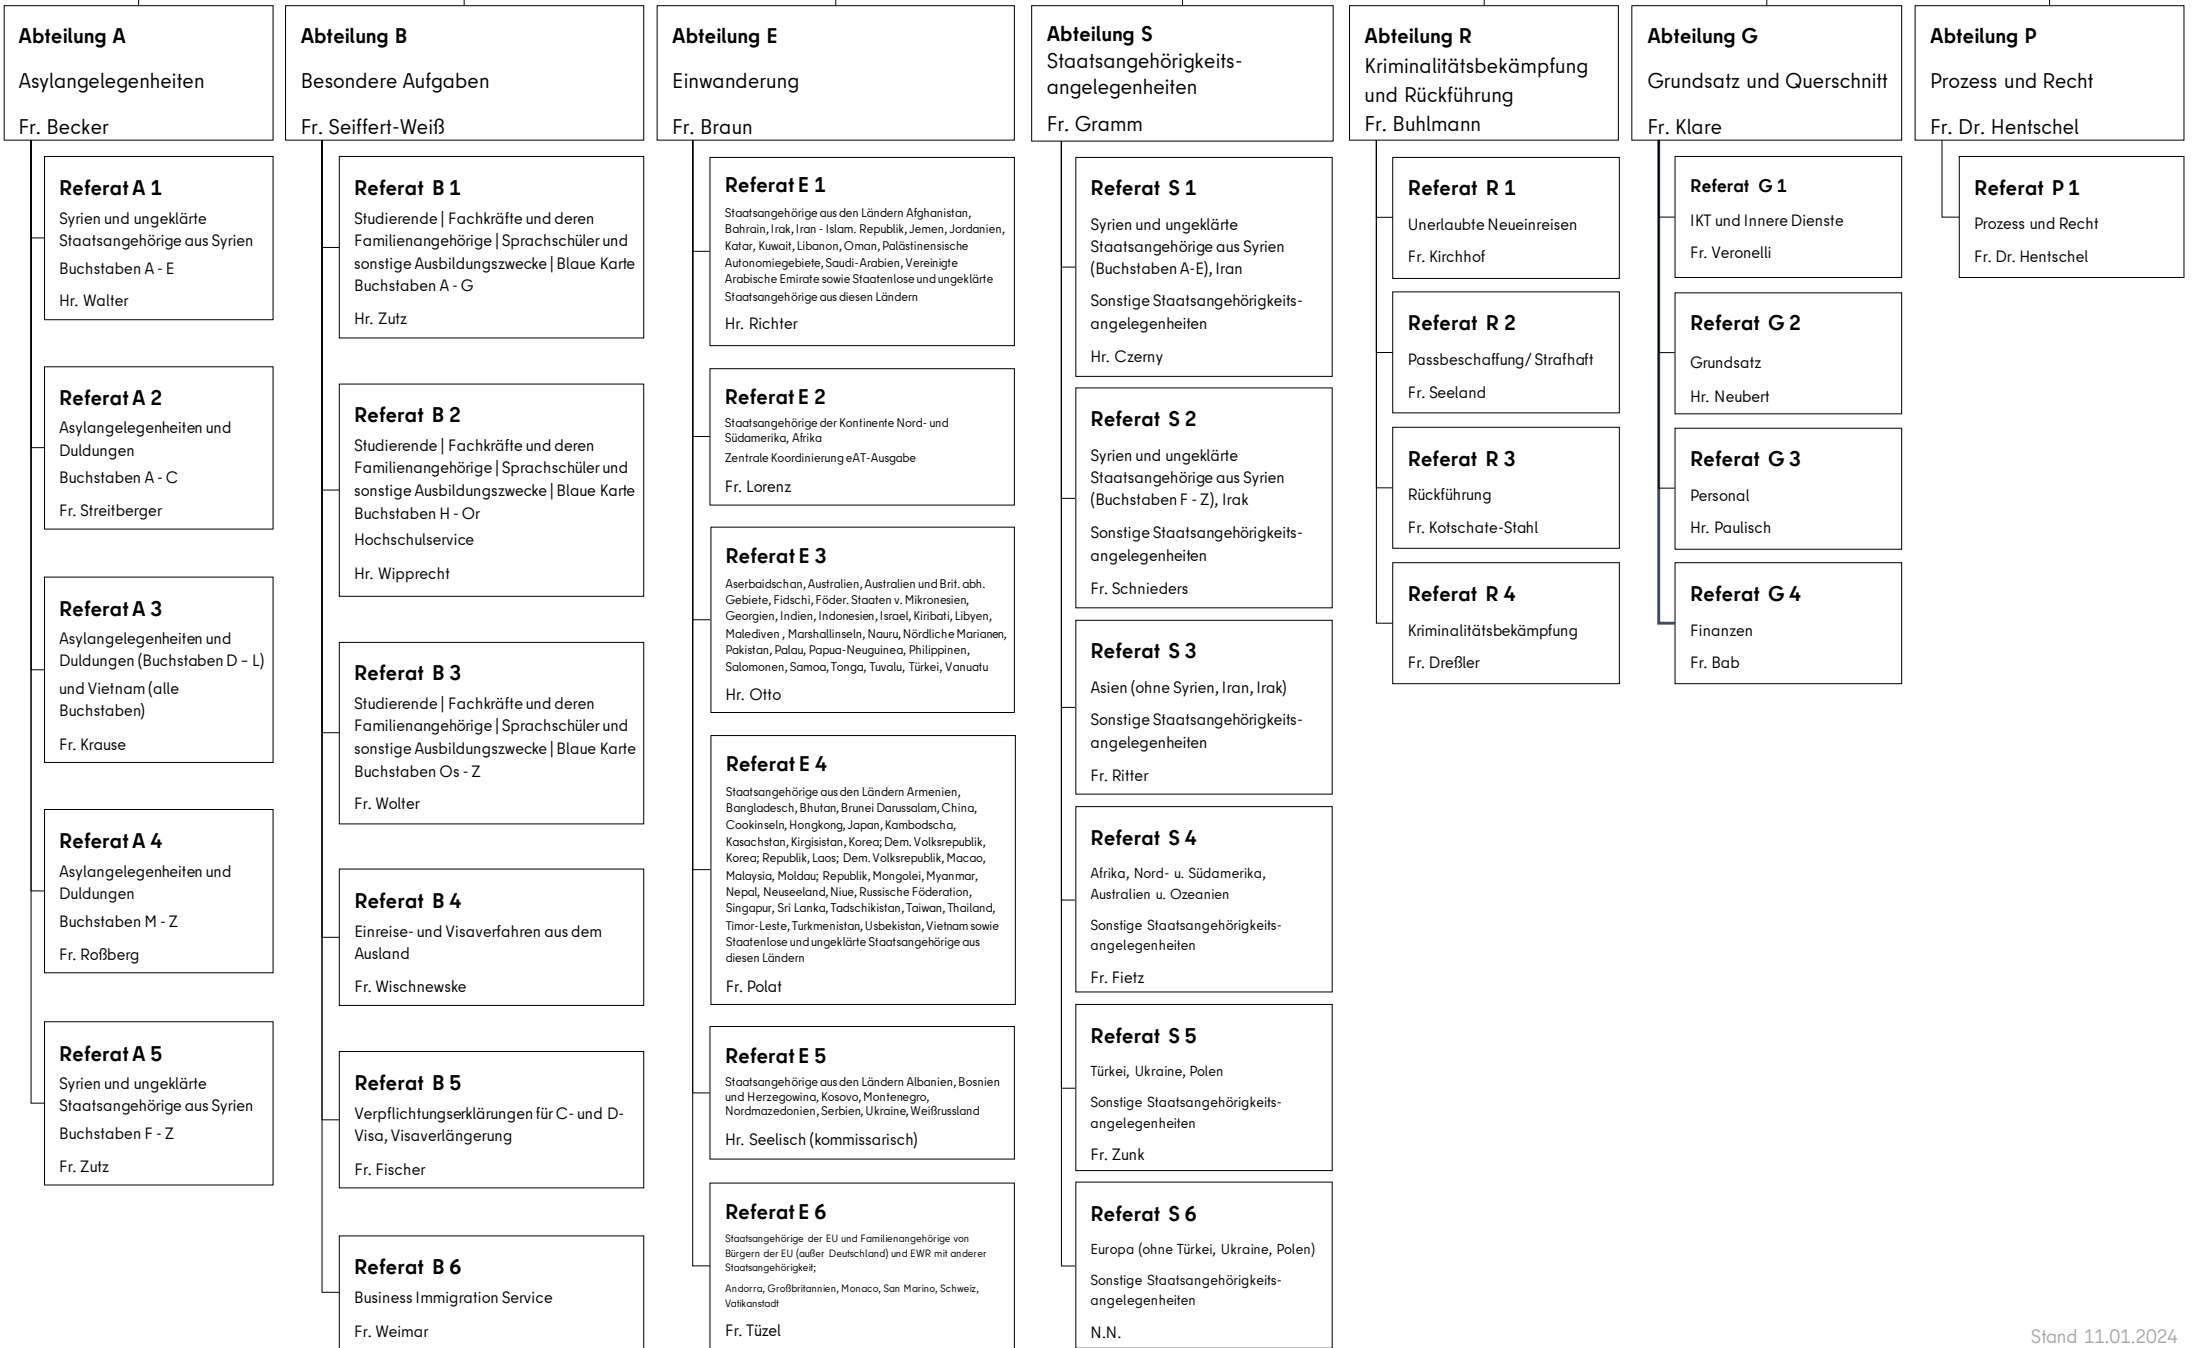 Abteilung A
Asylangelegenheiten
Fr. Becker
Referat A 1
Syrien und ungeklärte
Staatsangehörige aus Syrien
Buchstaben A - E
Hr. Walter
Referat A 2
Asylangelegenheiten und
Duldungen
Buchstaben A - C
Fr. Streitberger
Referat A 3
Asylangelegenheiten und
Duldungen (Buchstaben D – L)
und Vietnam (alle
Buchstaben)
Fr. Krause
Referat A 4
Asylangelegenheiten und
Duldungen
Buchstaben M - Z
Fr. Roßberg
Referat A 5
Syrien und ungeklärte
Staatsangehörige aus Syrien
Buchstaben F - Z
Fr. Zutz
Abteilung B
Besondere Aufgaben
Fr. Seiffert-Weiß
Referat B 1
Studierende | Fachkräfte und deren
Familienangehörige | Sprachschüler und
sonstige Ausbildungszwecke | Blaue Karte
Buchstaben A - G
Hr. Zutz
Referat B 2
Studierende | Fachkräfte und deren
Familienangehörige | Sprachschüler und
sonstige Ausbildungszwecke | Blaue Karte
Buchstaben H - Or
Hochschulservice
Hr. Wipprecht
Referat B 3
Studierende | Fachkräfte und deren
Familienangehörige | Sprachschüler und
sonstige Ausbildungszwecke | Blaue Karte
Buchstaben Os - Z
Fr. Wolter
Referat B 4
Einreise- und Visaverfahren aus dem
Ausland
Fr. Wischnewske
Referat B 5
Verpflichtungserklärungen für C- und D-
Visa, Visaverlängerung
Fr. Fischer
Referat B 6
Business Immigration Service
Fr. Weimar
Abteilung E
Einwanderung
Fr. Braun
Referat E 1
Staatsangehörige aus den Ländern Afghanistan,
Bahrain, Irak, Iran - Islam. Republik, Jemen, Jordanien,
Katar, Kuwait, Libanon, Oman, Palästinensische
Autonomiegebiete, Saudi-Arabien, Vereinigte
Arabische Emirate sowie Staatenlose und ungeklärte
Staatsangehörige aus diesen Ländern
Hr. Richter
Referat E 2
Staatsangehörige der Kontinente Nord- und
Südamerika, Afrika
Zentrale Koordinierung eAT-Ausgabe
Fr. Lorenz
Referat E 3
Aserbaidschan, Australien, Australien und Brit. abh.
Gebiete, Fidschi, Föder. Staaten v. Mikronesien,
Georgien, Indien, Indonesien, Israel, Kiribati, Libyen,
Malediven , Marshallinseln, Nauru, Nördliche Marianen,
Pakistan, Palau, Papua-Neuguinea, Philippinen,
Salomonen, Samoa, Tonga, Tuvalu, Türkei, Vanuatu
Hr. Otto
Referat E 4
Staatsangehörige aus den Ländern Armenien,
Bangladesch, Bhutan, Brunei Darussalam, China,
Cookinseln, Hongkong, Japan, Kambodscha,
Kasachstan, Kirgisistan, Korea; Dem. Volksrepublik,
Korea; Republik, Laos; Dem. Volksrepublik, Macao,
Malaysia, Moldau; Republik, Mongolei, Myanmar,
Nepal, Neuseeland, Niue, Russische Föderation,
Singapur, Sri Lanka, Tadschikistan, Taiwan, Thailand,
Timor-Leste, Turkmenistan, Usbekistan, Vietnam sowie
Staatenlose und ungeklärte Staatsangehörige aus
diesen Ländern
Fr. Polat
Referat E 5
Staatsangehörige aus den Ländern Albanien, Bosnien
und Herzegowina, Kosovo, Montenegro,
Nordmazedonien, Serbien, Ukraine, Weißrussland
Hr. Seelisch (kommissarisch)
Referat E 6
Staatsangehörige der EU und Familienangehörige von
Bürgern der EU (außer Deutschland) und EWR mit anderer
Staatsangehörigkeit;
Andorra, Großbritannien, Monaco, San Marino, Schweiz,
Vatikanstadt
Fr. Tüzel
Abteilung S
Staatsangehörigkeits-
angelegenheiten
Fr. Gramm
Referat S 1
Syrien und ungeklärte
Staatsangehörige aus Syrien
(Buchstaben A-E), Iran
Sonstige Staatsangehörigkeits-
angelegenheiten
Hr. Czerny
Referat S 2
Syrien und ungeklärte
Staatsangehörige aus Syrien
(Buchstaben F - Z), Irak
Sonstige Staatsangehörigkeits-
angelegenheiten
Fr. Schnieders
Referat S 3
Asien (ohne Syrien, Iran, Irak)
Sonstige Staatsangehörigkeits-
angelegenheiten
Fr. Ritter
Referat S 4
Afrika, Nord- u. Südamerika,
Australien u. Ozeanien
Sonstige Staatsangehörigkeits-
angelegenheiten
Fr. Fietz
Referat S 5
Türkei, Ukraine, Polen
Sonstige Staatsangehörigkeits-
angelegenheiten
Fr. Zunk
Referat S 6
Europa (ohne Türkei, Ukraine, Polen)
Sonstige Staatsangehörigkeits-
angelegenheiten
N.N.
Abteilung R
Kriminalitätsbekämpfung
und Rückführung
Fr. Buhlmann
Referat R 1
Unerlaubte Neueinreisen
Fr. Kirchhof
Referat R 2
Passbeschaffung/ Strafhaft
Fr. Seeland
Referat R 3
Rückführung
Fr. Kotschate-Stahl
Referat R 4
Kriminalitätsbekämpfung
Fr. Dreßler
Abteilung G
Grundsatz und Querschnitt
Fr. Klare
Referat G 1
IKT und Innere Dienste
Fr. Veronelli
Referat G 2
Grundsatz
Hr. Neubert
Referat G 3
Personal
Hr. Paulisch
Referat G 4
Finanzen
Fr. Bab
Abteilung P
Prozess und Recht
Fr. Dr. Hentschel
Referat P 1
Prozess und Recht
Fr. Dr. Hentschel
Stand 11.01.2024